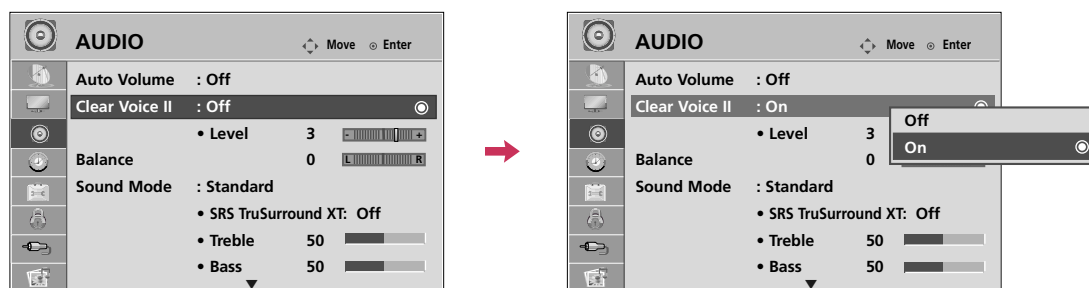 AUDIO Move Enter
Auto Volume : Off
Clear Voice II : Off
• Level 3 - +
Balance 0 L R
Sound Mode : Standard
• SRS TruSurround XT: Off
• Treble 50
• Bass 50
AUDIO Move Enter
Auto Volume : Off
Clear Voice II : On
• Level 3
Balance 0
Sound Mode : Standard
• SRS TruSurround XT: Off
• Treble 50
• Bass 50
Off
On